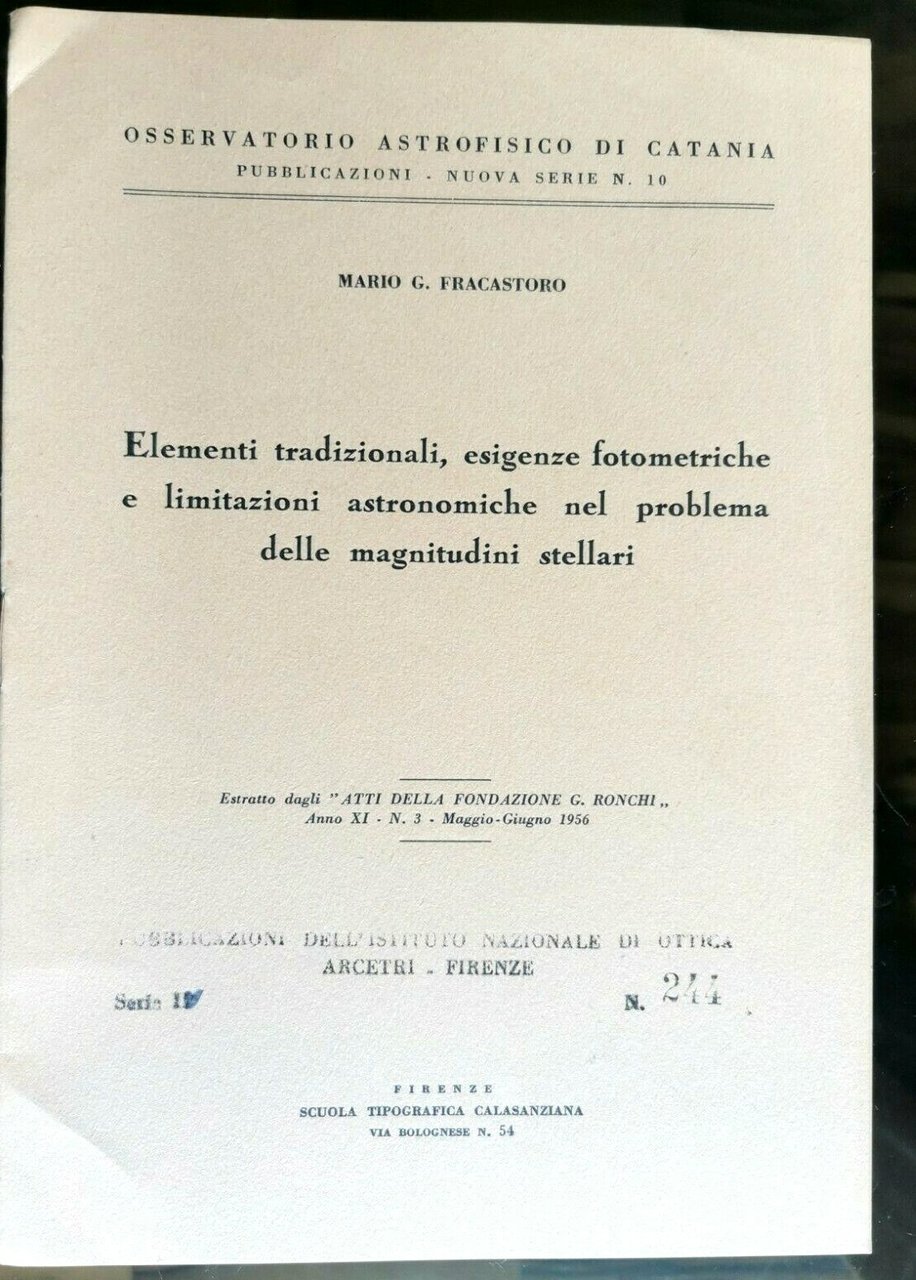 OSSERVATORIO ASTROFISICO DI CATANIA
PUBBLICAZIONI - NUOVA SERIE N. 10
MARIO G. FRACASTORO
Elementi tradizionali, esigenze fotometriche
e limitazioni astronomiche nel problema
delle magnitudini stellari
Estratto dagli "ATTI DELLA FONDAZIONE G. RONCHI„
Anno XI - N. 3 - Maggio-Giugno 1956
PUBBLICAZIONI DELL'ISTITUTO NAZIONALE DI OTTICA
ARCETRI - FIRENZE
Serie
N. 244
FIRENZE
SCUOLA TIPOGRAFICA CALASANZIANA
VIA BOLOGNESE N. 54